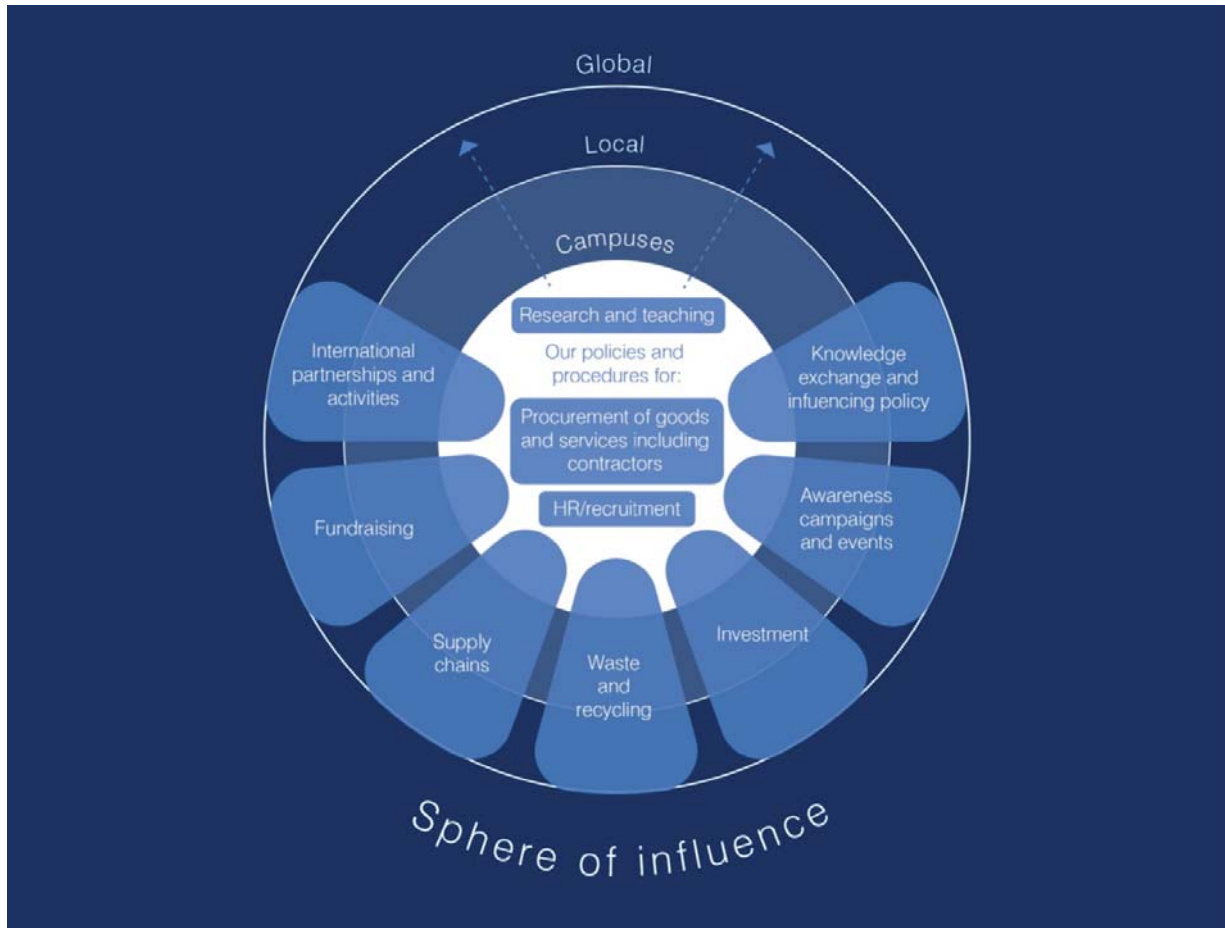 Global
Local
Campuses
Research and teaching
Our policies and
procedures for:
Procurement of goods
and services including
contractors
HR/recruitment
International
partnerships and
activities
Fundraising
Supply
chains
Waste
and
recycling
Investment
Awareness
campaigns
and events
Knowledge
exchange and
infuencing policy
Sphere of influence